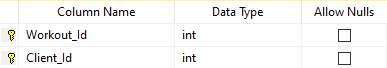 Column Name Data Type Allow Nulls
Workout_Id int
Client_Id int